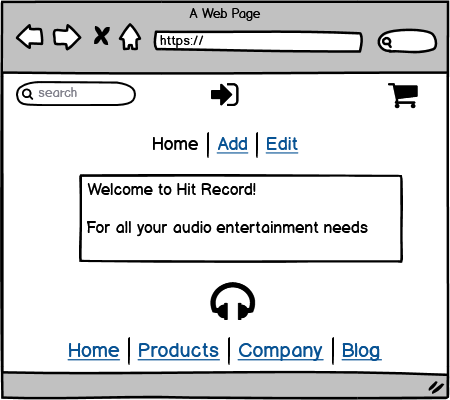 A Web Page
https://
search
Home | Add | Edit
Welcome to Hit Record!
For all your audio entertainment needs
Home | Products | Company | Blog